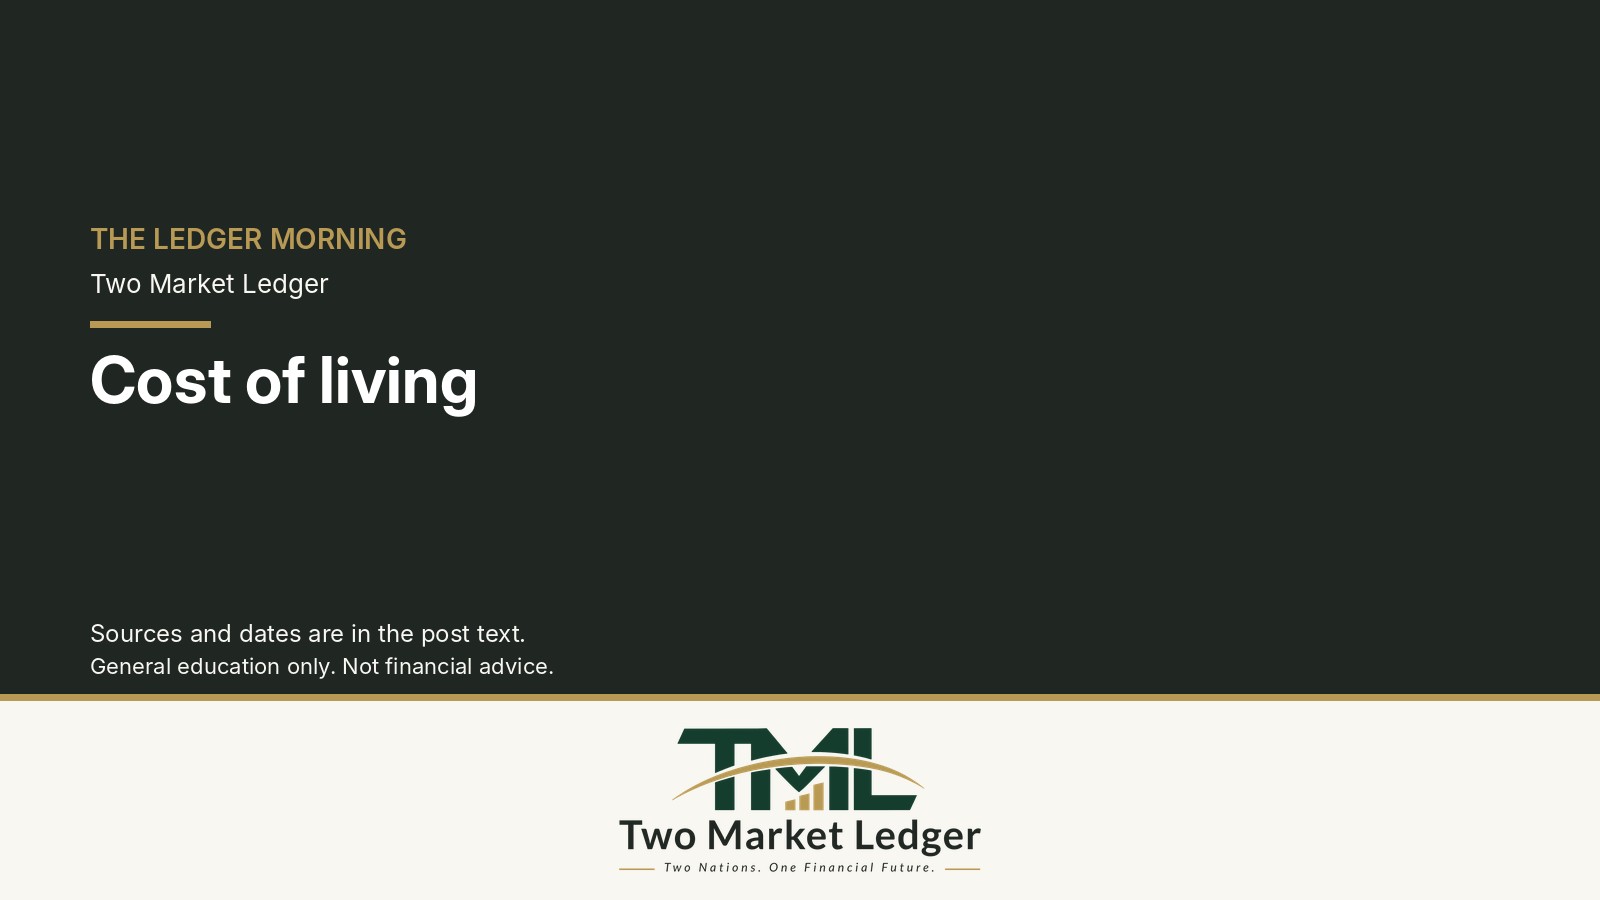 THE LEDGER MORNING
Two Market Ledger
Cost of living
Sources and dates are in the post text.
General education only. Not financial advice.
TML
Two Market Ledger
Two Nations. One Financial Future.